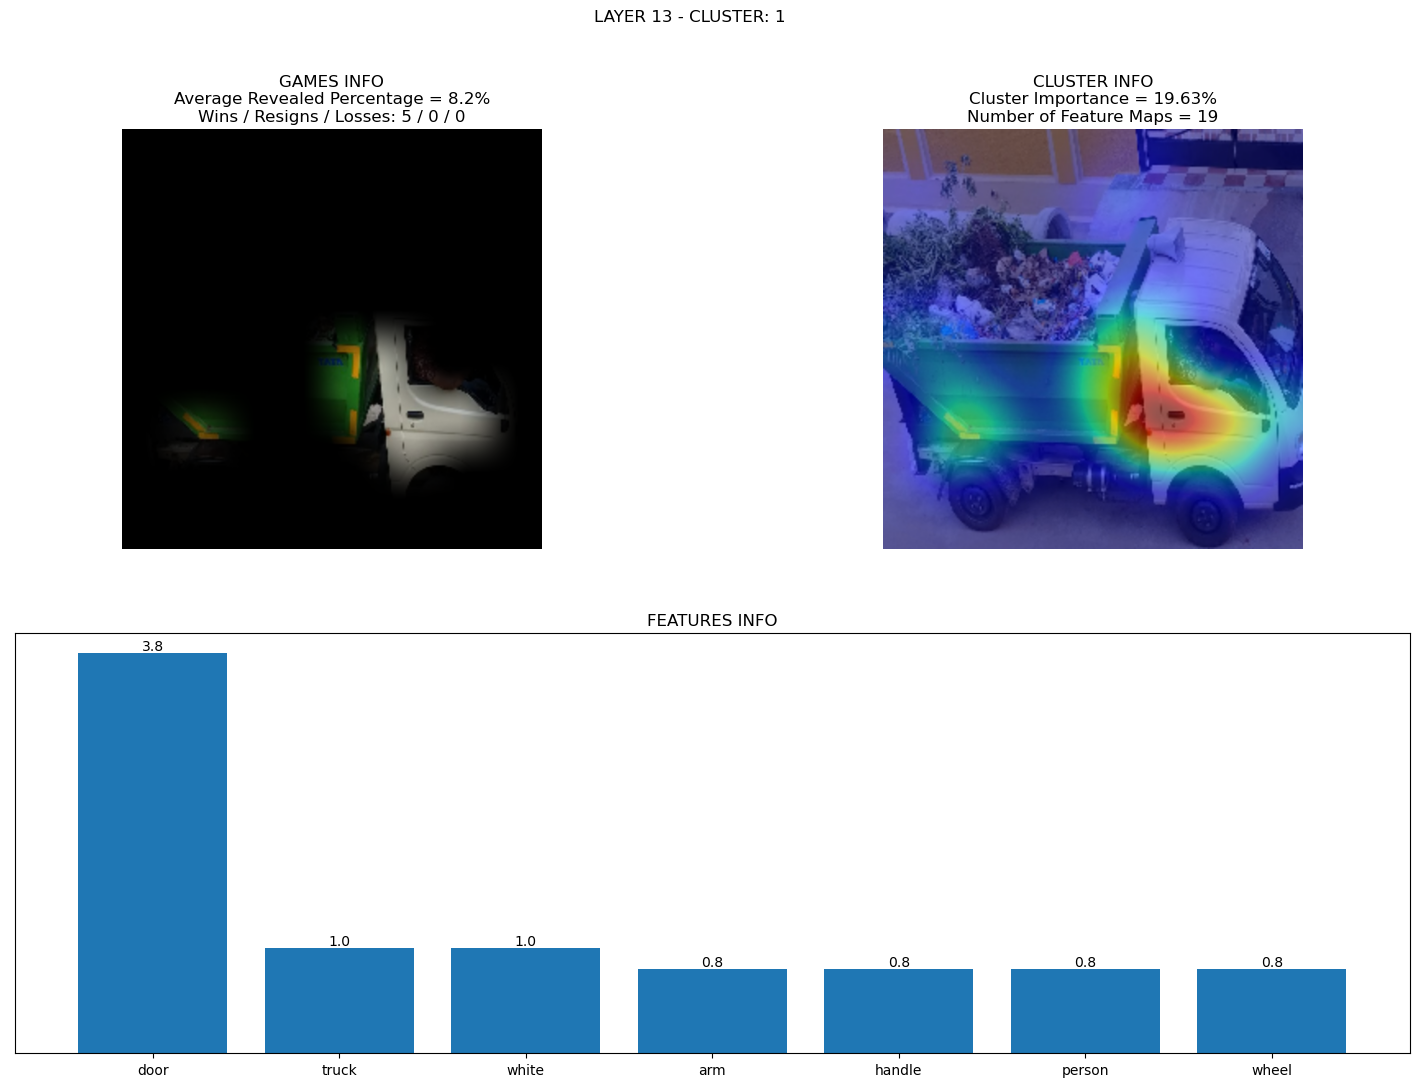 LAYER 13 - CLUSTER: 1
GAMES INFO
Average Revealed Percentage = 8.2%
Wins / Resigns / Losses: 5 / 0 / 0
CLUSTER INFO
Cluster Importance = 19.63%
Number of Feature Maps = 19
FEATURES INFO
3.8
1.0
1.0
0.8
0.8
0.8
0.8
door
truck
white
arm
handle
person
wheel